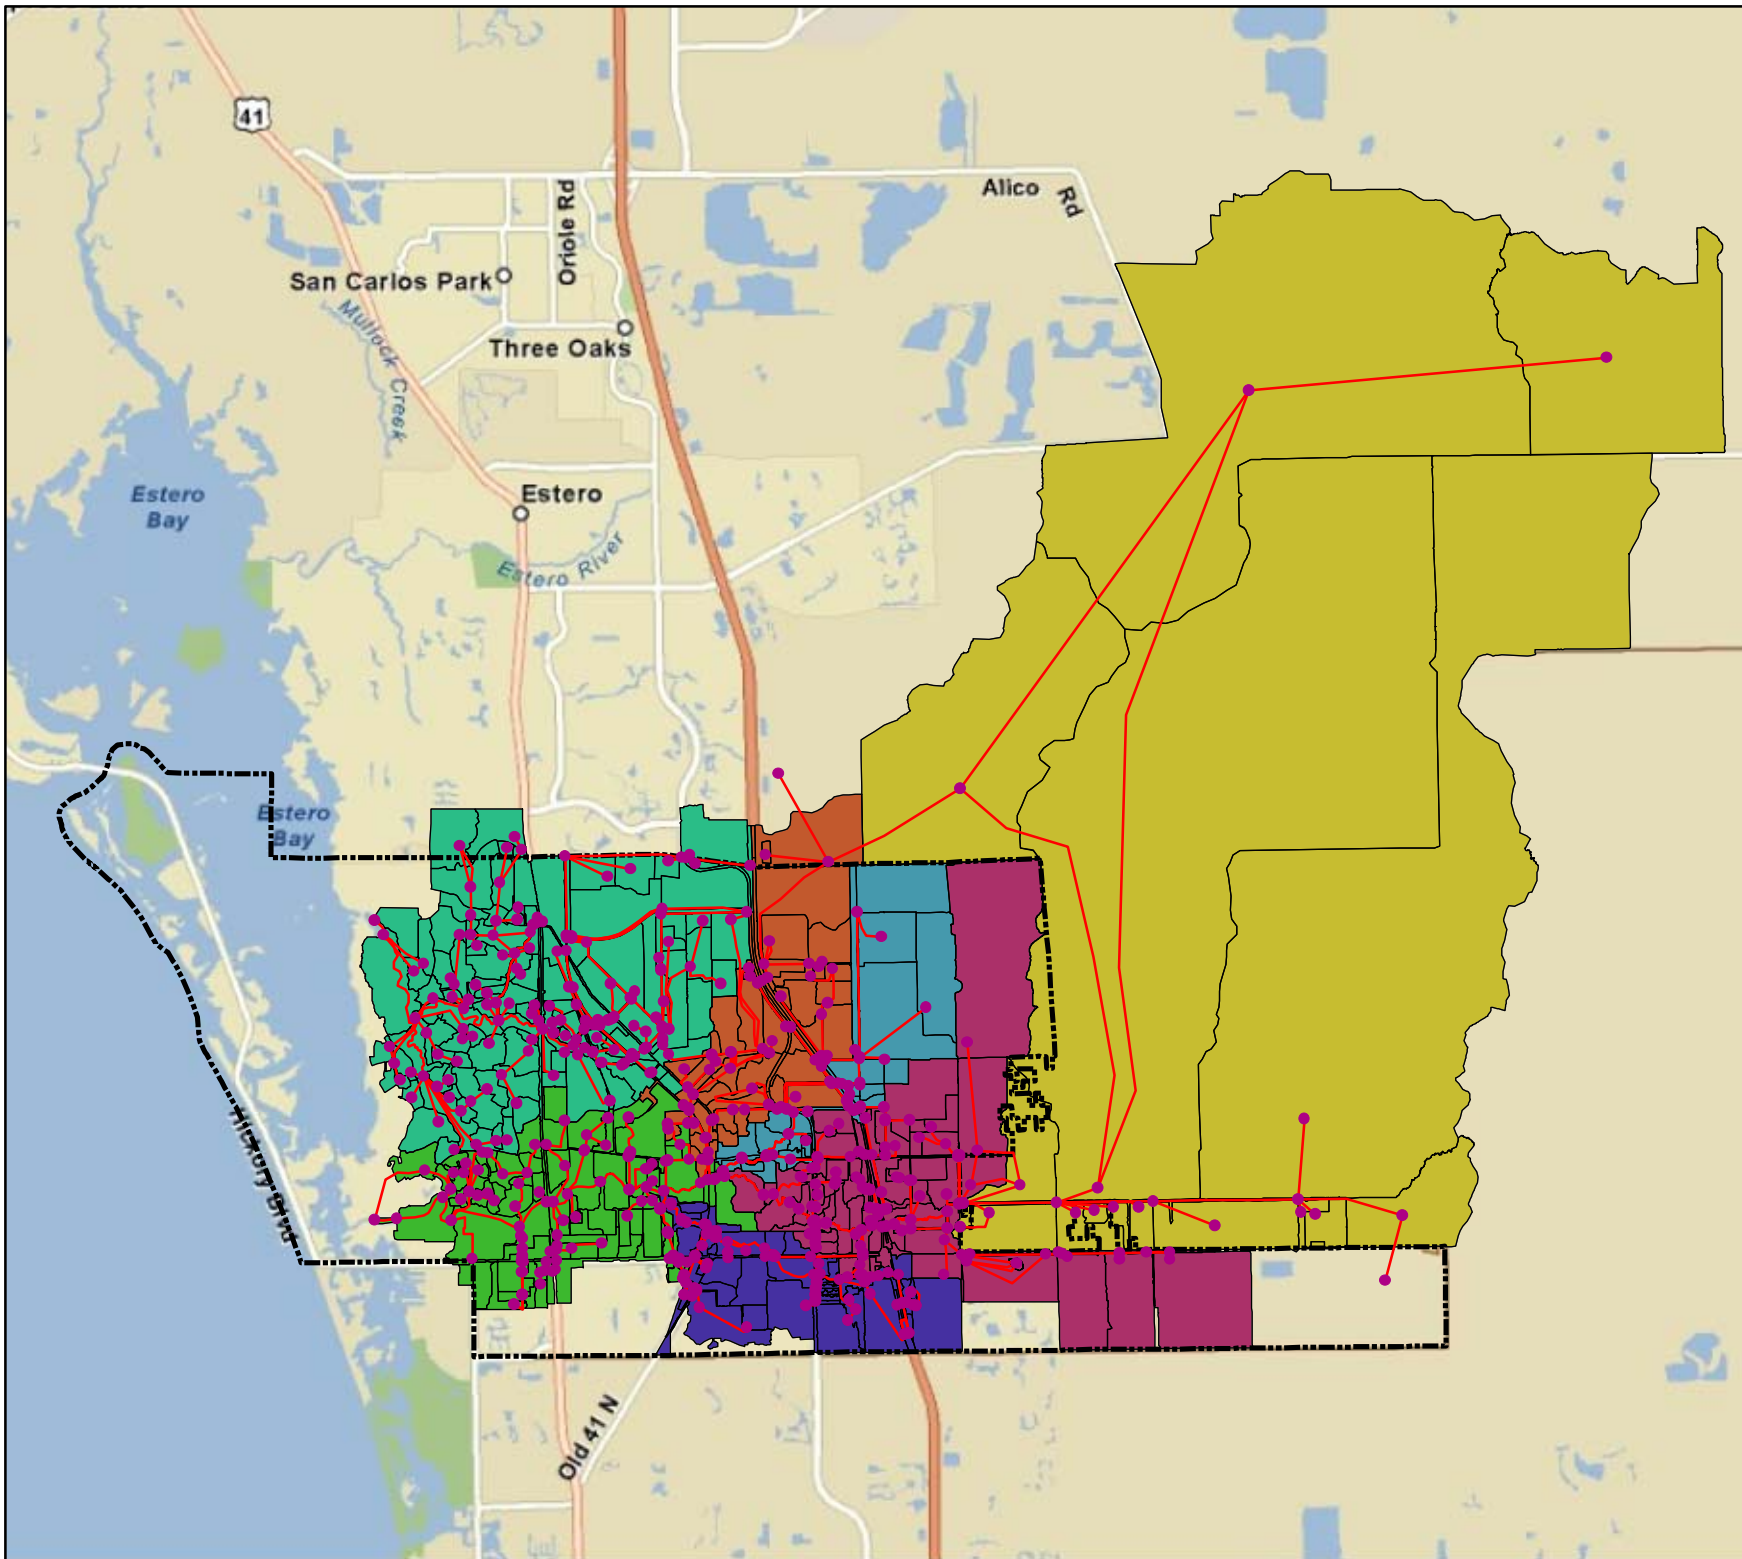 41
Alico Rd
Oriole Rd
San Carlos Park
Mullock Creek
Three Oaks
Estero
Bay
Estero
Estero River
Estero
Bay
Hickory Blvd
Old 41 N